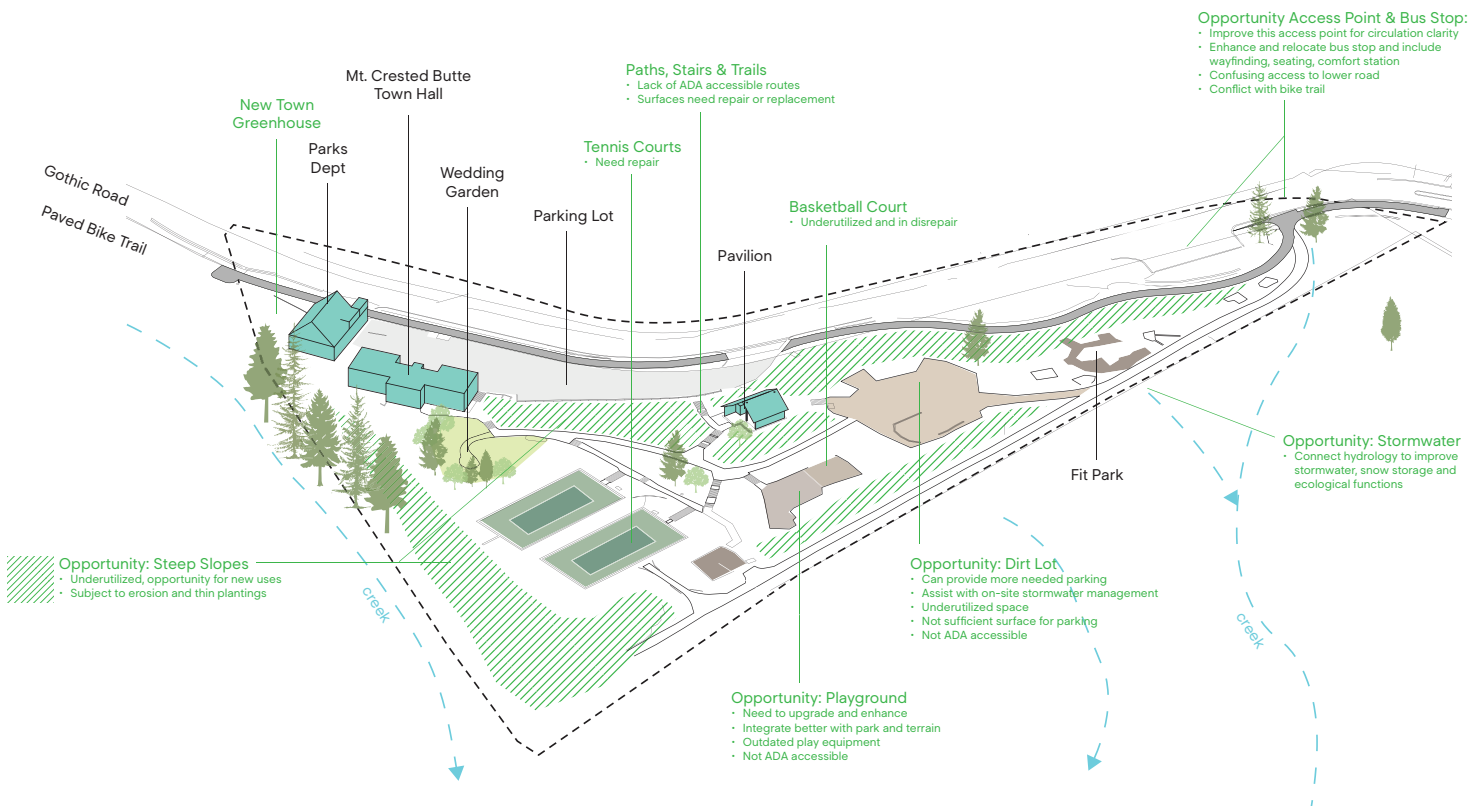 Opportunity Access Point & Bus Stop:
· Improve this access point for circulation clarity
· Enhance and relocate bus stop and include
wayfinding, seating, comfort station
· Confusing access to lower road
· Conflict with bike trail
Paths, Stairs & Trails
· Lack of ADA accessible routes
· Surfaces need repair or replacement
Mt. Crested Butte
Town Hall
New Town
Greenhouse
Parks
Dept
Tennis Courts
· Need repair
Wedding
Garden
Gothic Road
Paved Bike Trail
Parking Lot
Basketball Court
· Underutilized and in disrepair
Pavilion
Opportunity: Stormwater
· Connect hydrology to improve
stormwater, snow storage and
ecological functions
Fit Park
Opportunity: Steep Slopes
· Underutilized, opportunity for new uses
· Subject to erosion and thin plantings
creek
Opportunity: Dirt Lot
· Can provide more needed parking
· Assist with on-site stormwater management
· Underutilized space
· Not sufficient surface for parking
· Not ADA accessible
creek
Opportunity: Playground
· Need to upgrade and enhance
· Integrate better with park and terrain
· Outdated play equipment
· Not ADA accessible